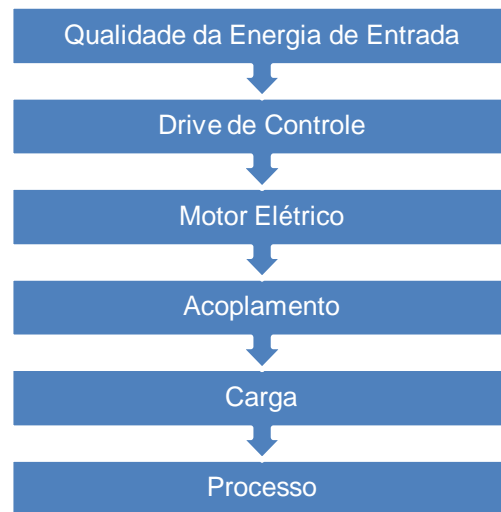 Qualidade da Energia de Entrada
Drive de Controle
Motor Elétrico
Acoplamento
Carga
Processo